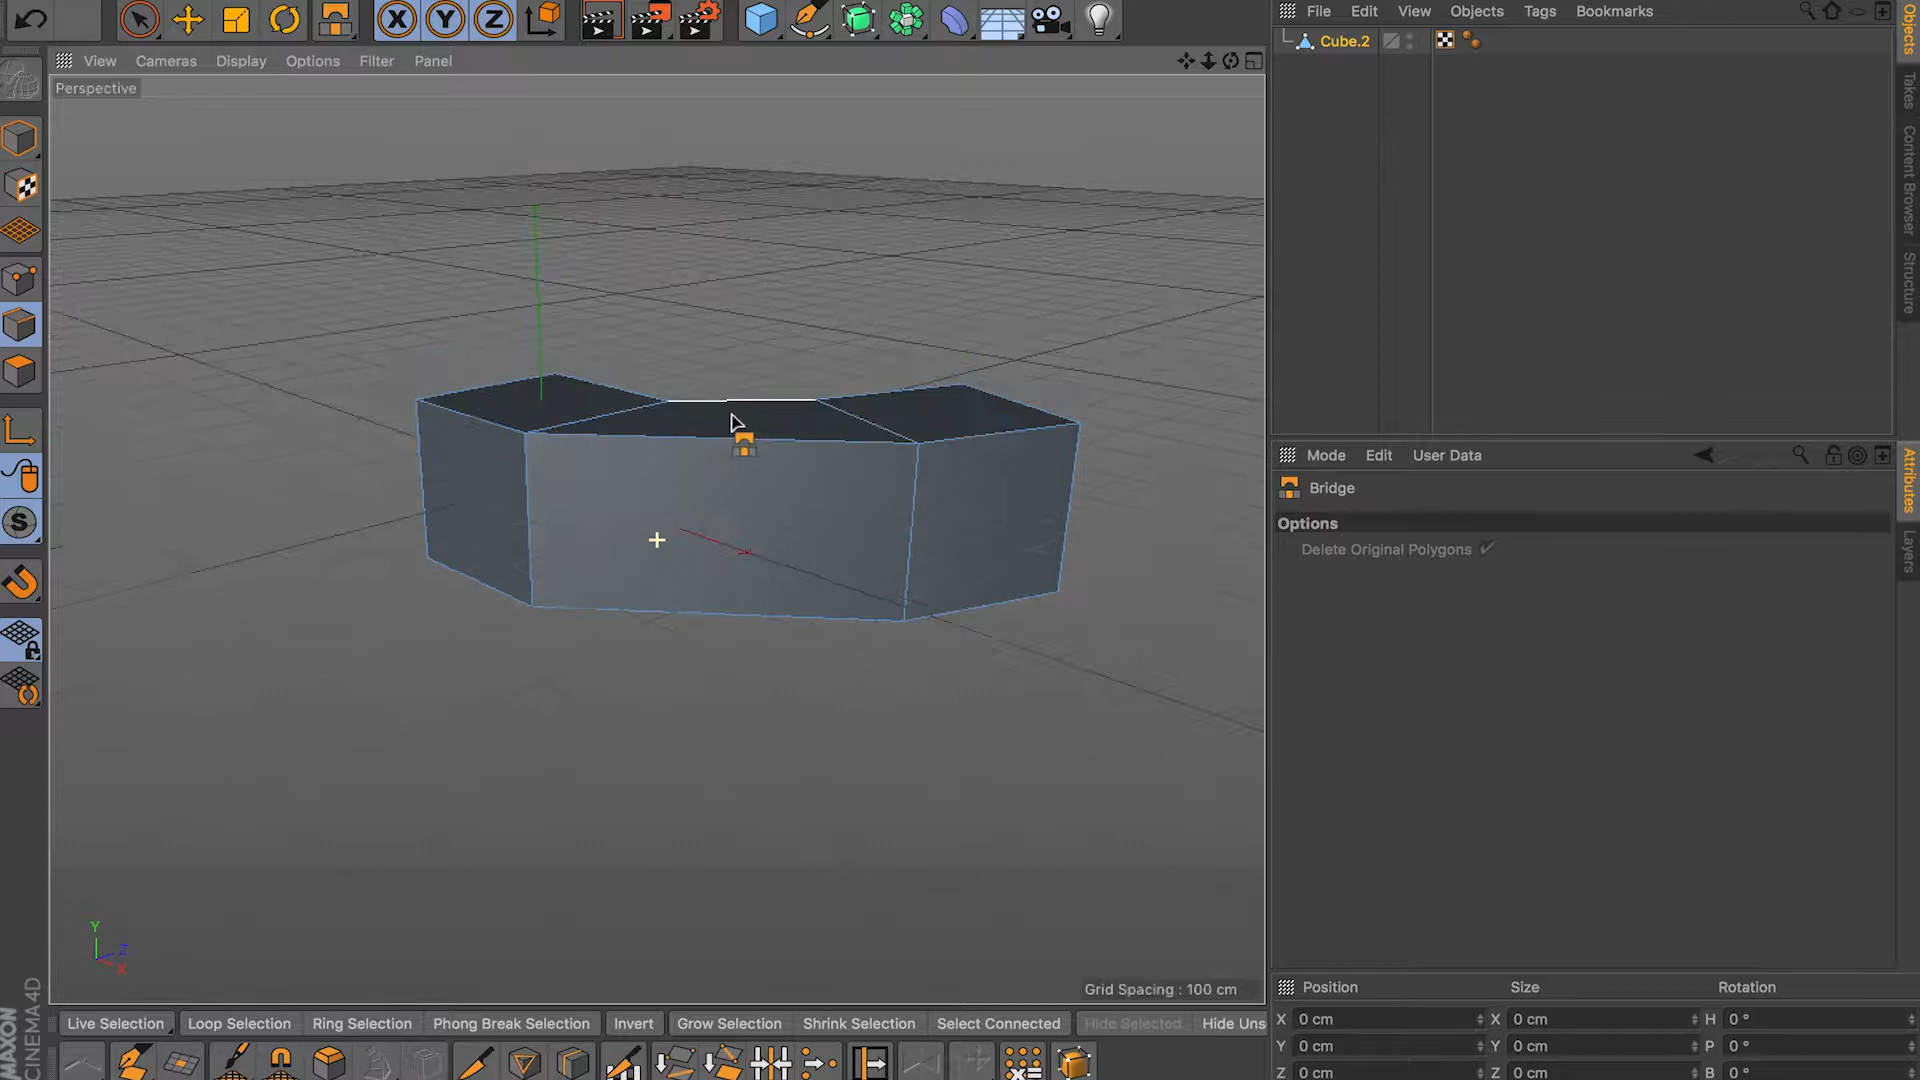 X Y Z
File Edit View Objects Tags Bookmarks
View Cameras Display Options Filter Panel
Cube.2
Perspective
Objects
Takes
Content Browser
Structure
S
Mode Edit User Data
Bridge
Options
Delete Original Polygons
Attributes
Layers
Y
Z
X
Grid Spacing : 100 cm
MAXON
CINEMA 4D
Live Selection Loop Selection Ring Selection Phong Break Selection Invert Grow Selection Shrink Selection Select Connected Hide Selected Hide Uns
Position Size Rotation
X 0 cm X 0 cm H 0 °
Y 0 cm Y 0 cm P 0 °
Z 0 cm Z 0 cm B 0 °